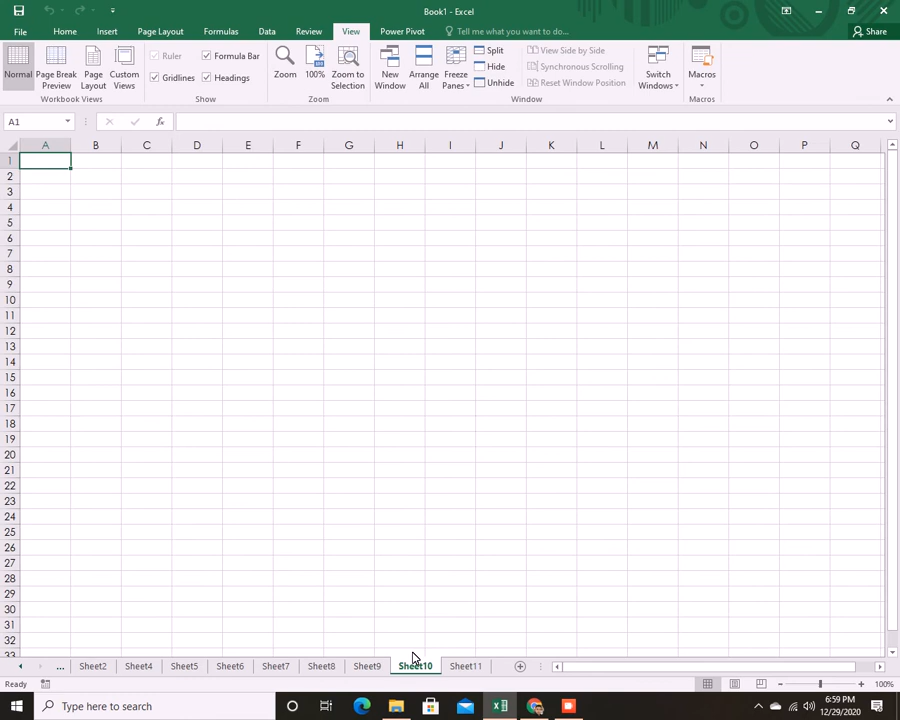 Book1 - Excel
File Home Insert Page Layout Formulas Data Review View Power Pivot Tell me what you want to do... Share
Normal Page Break Preview Page Layout Custom Views
Workbook Views
Ruler Formula Bar
Gridlines Headings
Show
Zoom 100% Zoom to Selection
Zoom
New Window Arrange All Freeze Panes
Split
Hide
Unhide
View Side by Side
Synchronous Scrolling
Reset Window Position
Switch Windows
Window
Macros
Macros
A1 fx
A B C D E F G H I J K L M N O P Q
1
2
3
4
5
6
7
8
9
10
11
12
13
14
15
16
17
18
19
20
21
22
23
24
25
26
27
28
29
30
31
32
33
... Sheet2 Sheet4 Sheet5 Sheet6 Sheet7 Sheet8 Sheet9 Sheet10 Sheet11
Ready 100%
Type here to search
6:59 PM
12/29/2020